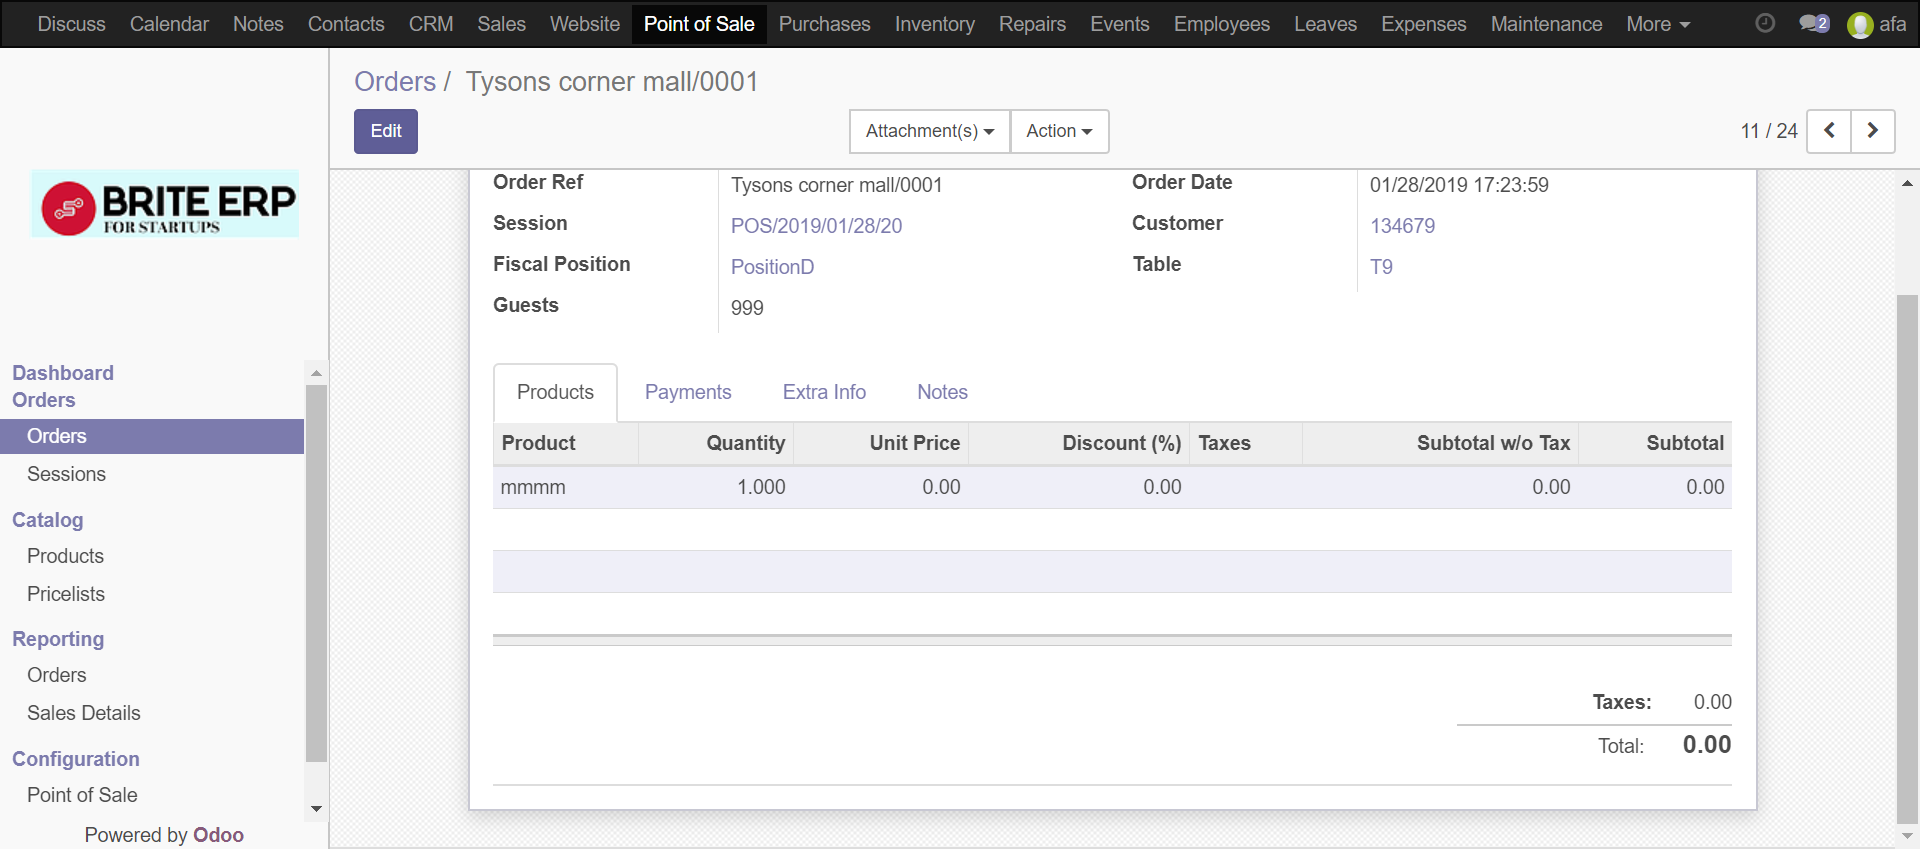 Discuss Calendar Notes Contacts CRM Sales Website Point of Sale Purchases Inventory Repairs Events Employees Leaves Expenses Maintenance More 2 afa
Orders / Tysons corner mall/0001
Edit Attachment(s) Action 11 / 24
BRITE ERP
FOR STARTUPS
Dashboard
Orders
Orders
Sessions
Catalog
Products
Pricelists
Reporting
Orders
Sales Details
Configuration
Point of Sale
Powered by Odoo
Order Ref Tysons corner mall/0001 Order Date 01/28/2019 17:23:59
Session POS/2019/01/28/20 Customer 134679
Fiscal Position PositionD Table T9
Guests 999
Products Payments Extra Info Notes
Product Quantity Unit Price Discount (%) Taxes Subtotal w/o Tax Subtotal
mmmm 1.000 0.00 0.00 0.00 0.00
Taxes: 0.00
Total: 0.00